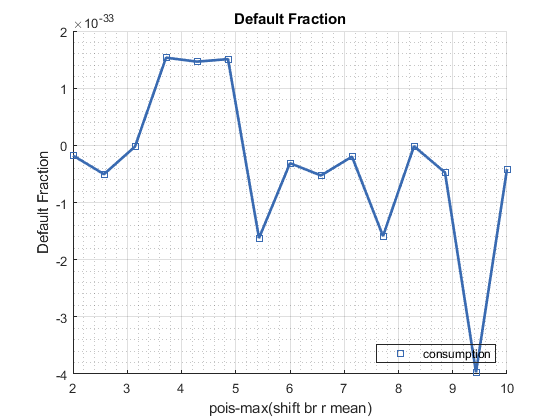 Default Fraction
×10⁻³³
2
1
0
-1
-2
-3
-4
Default Fraction
consumption
2 3 4 5 6 7 8 9 10
pois-max(shift br r mean)